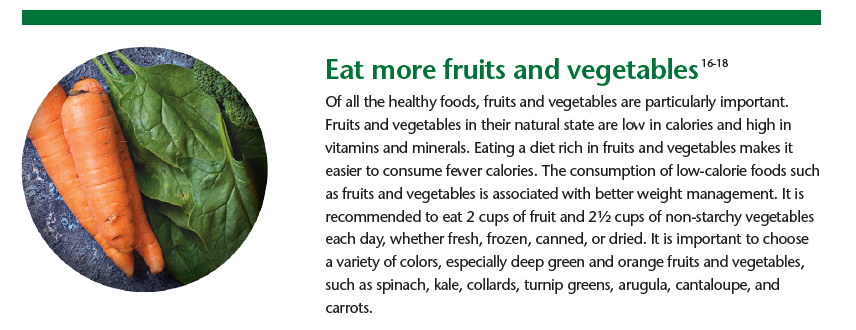 Eat more fruits and vegetables 16-18
Of all the healthy foods, fruits and vegetables are particularly important.
Fruits and vegetables in their natural state are low in calories and high in
vitamins and minerals. Eating a diet rich in fruits and vegetables makes it
easier to consume fewer calories. The consumption of low-calorie foods such
as fruits and vegetables is associated with better weight management. It is
recommended to eat 2 cups of fruit and 2½ cups of non-starchy vegetables
each day, whether fresh, frozen, canned, or dried. It is important to choose
a variety of colors, especially deep green and orange fruits and vegetables,
such as spinach, kale, collards, turnip greens, arugula, cantaloupe, and
carrots.